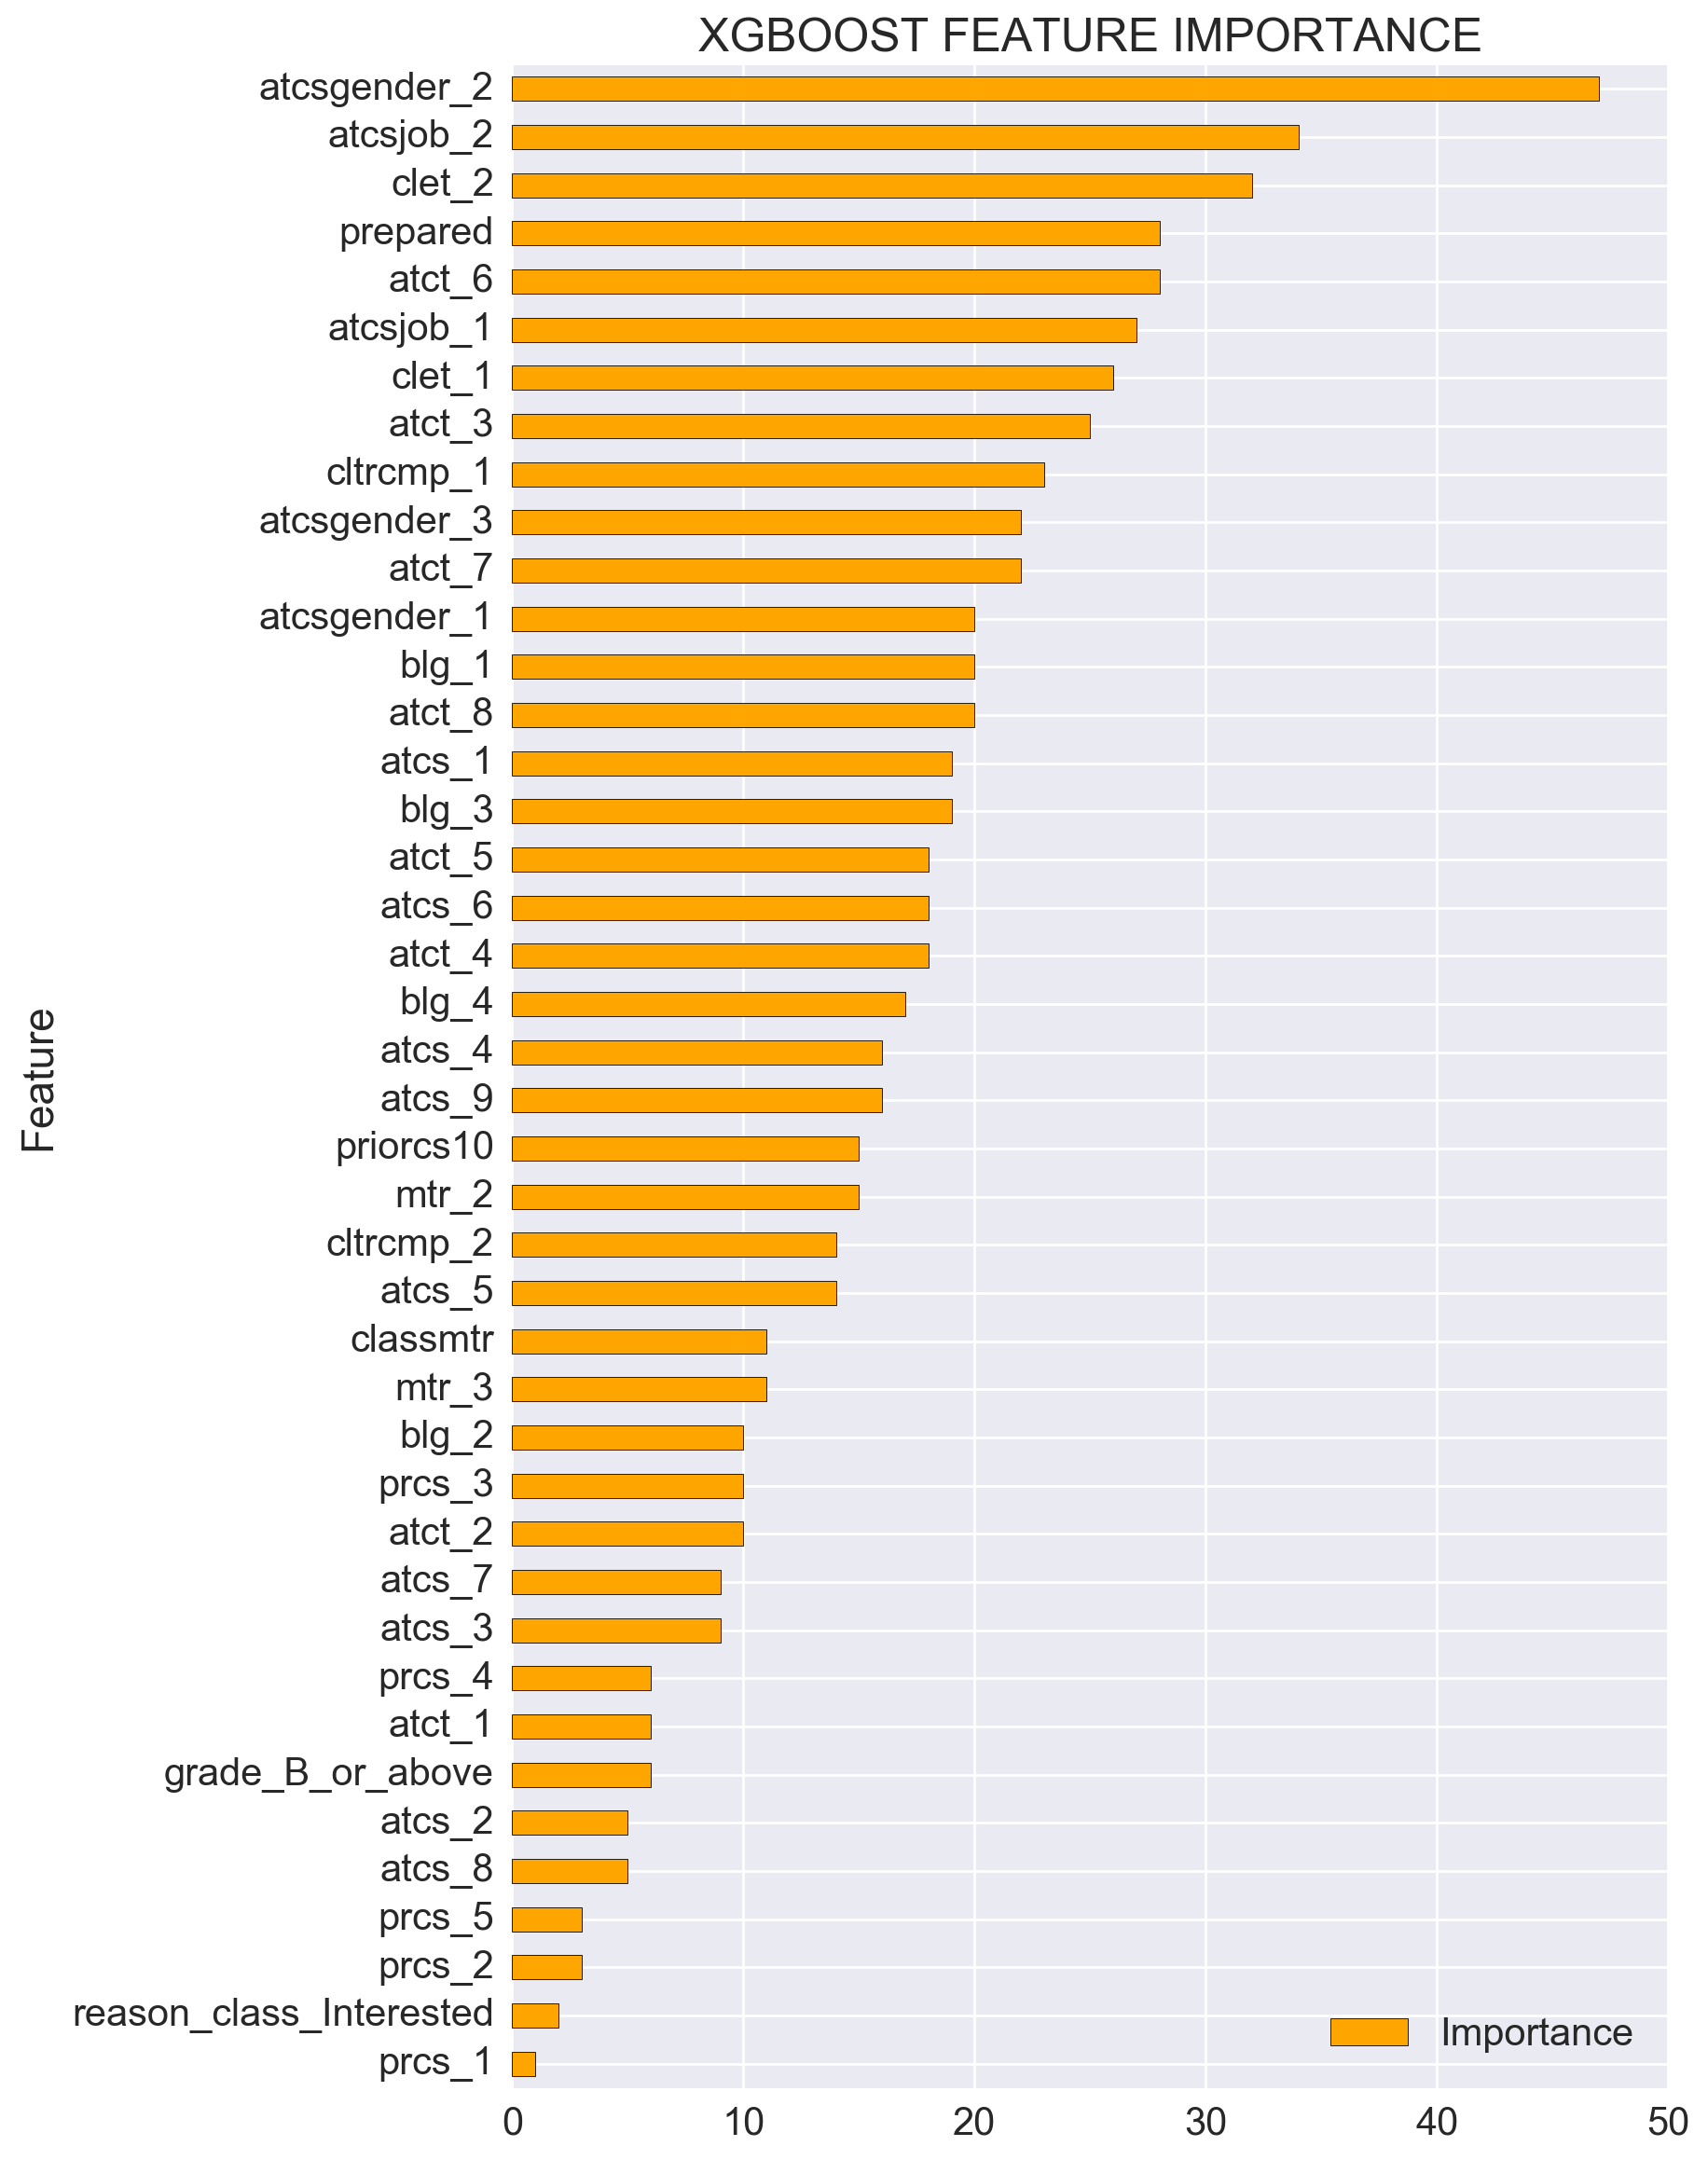 XGBOOST FEATURE IMPORTANCE
atcsgender_2
atcsjob_2
clet_2
prepared
atct_6
atcsjob_1
clet_1
atct_3
cltrcmp_1
atcsgender_3
atct_7
atcsgender_1
blg_1
atct_8
atcs_1
blg_3
atct_5
atcs_6
atct_4
blg_4
atcs_4
atcs_9
priorcs10
mtr_2
cltrcmp_2
atcs_5
classmtr
mtr_3
blg_2
prcs_3
atct_2
atcs_7
atcs_3
prcs_4
atct_1
grade_B_or_above
atcs_2
atcs_8
prcs_5
prcs_2
reason_class_Interested
prcs_1
Feature
Importance
0 10 20 30 40 50